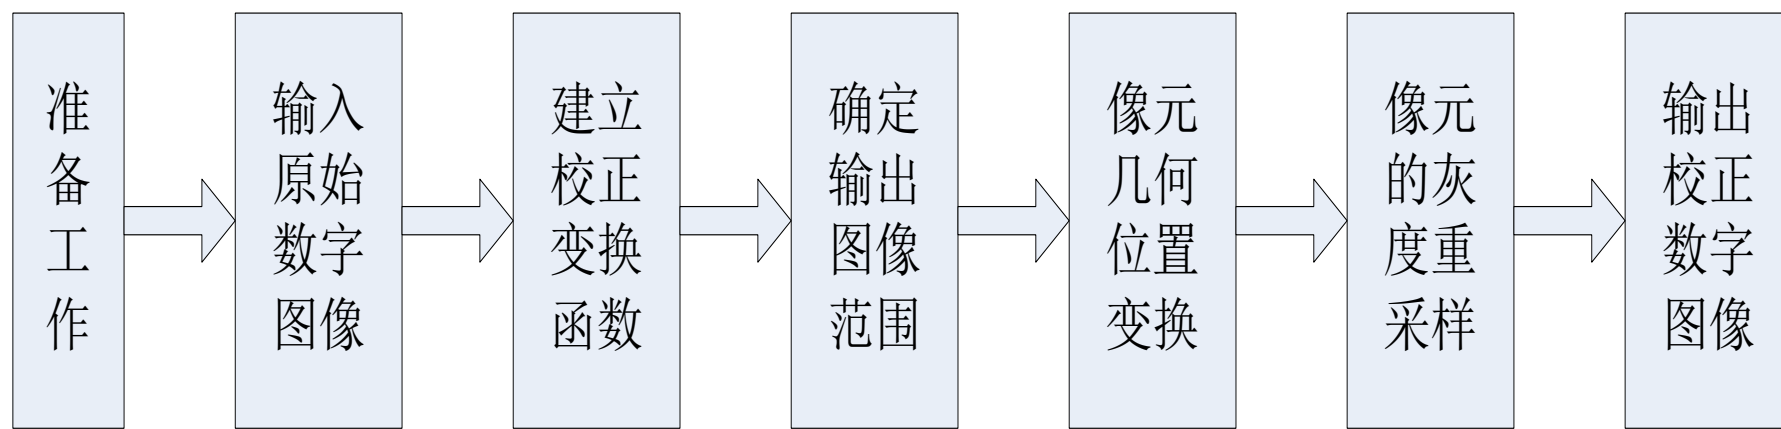 准
备
工
作
输入
原始
数字
图像
建立
校正
变换
函数
确定
输出
图像
范围
像元
几何
位置
变换
像元
的灰
度重
采样
输出
校正
数字
图像